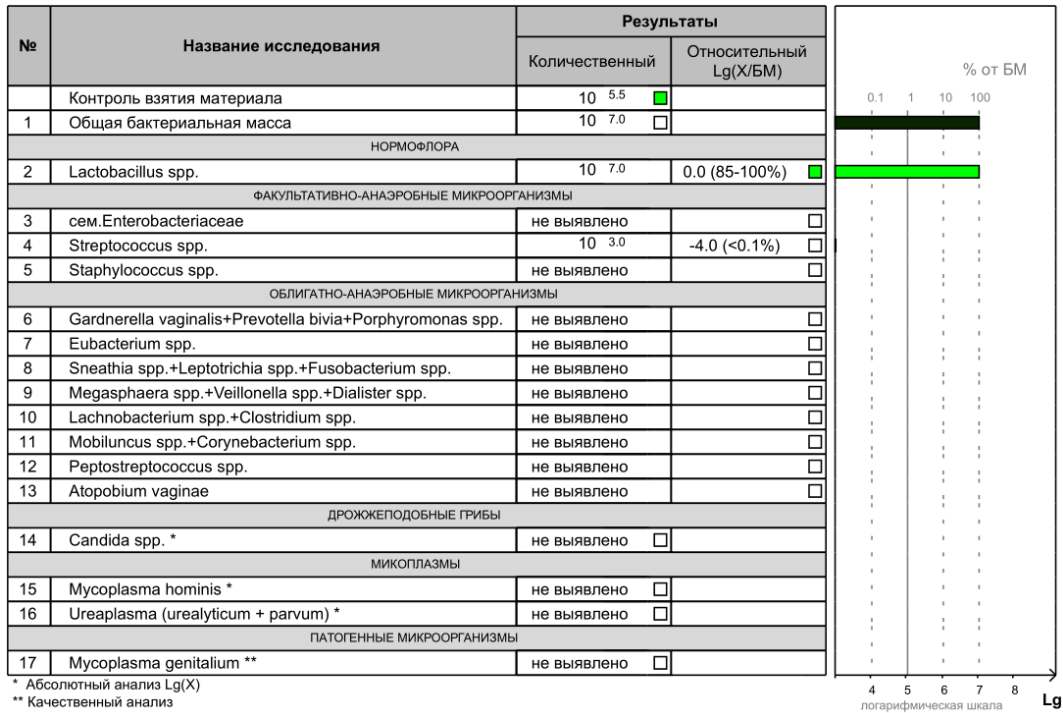 № Название исследования Результаты
Количественный Относительный Lg(X/БМ)
% от БМ
Контроль взятия материала 10 5.5
0.1 1 10 100
1 Общая бактериальная масса 10 7.0
НОРМОФЛОРА
2 Lactobacillus spp. 10 7.0 0.0 (85-100%)
ФАКУЛЬТАТИВНО-АНАЭРОБНЫЕ МИКРООРГАНИЗМЫ
3 сем.Enterobacteriaceae не выявлено
4 Streptococcus spp. 10 3.0 -4.0 (<0.1%)
5 Staphylococcus spp. не выявлено
ОБЛИГАТНО-АНАЭРОБНЫЕ МИКРООРГАНИЗМЫ
6 Gardnerella vaginalis+Prevotella bivia+Porphyromonas spp. не выявлено
7 Eubacterium spp. не выявлено
8 Sneathia spp.+Leptotrichia spp.+Fusobacterium spp. не выявлено
9 Megasphaera spp.+Veillonella spp.+Dialister spp. не выявлено
10 Lachnobacterium spp.+Clostridium spp. не выявлено
11 Mobiluncus spp.+Corynebacterium spp. не выявлено
12 Peptostreptococcus spp. не выявлено
13 Atopobium vaginae не выявлено
ДРОЖЖЕПОДОБНЫЕ ГРИБЫ
14 Candida spp. * не выявлено
МИКОПЛАЗМЫ
15 Mycoplasma hominis * не выявлено
16 Ureaplasma (urealyticum + parvum) * не выявлено
ПАТОГЕННЫЕ МИКРООРГАНИЗМЫ
17 Mycoplasma genitalium ** не выявлено
* Абсолютный анализ Lg(X)
** Качественный анализ
4 5 6 7 8 Lg
логарифмическая шкала